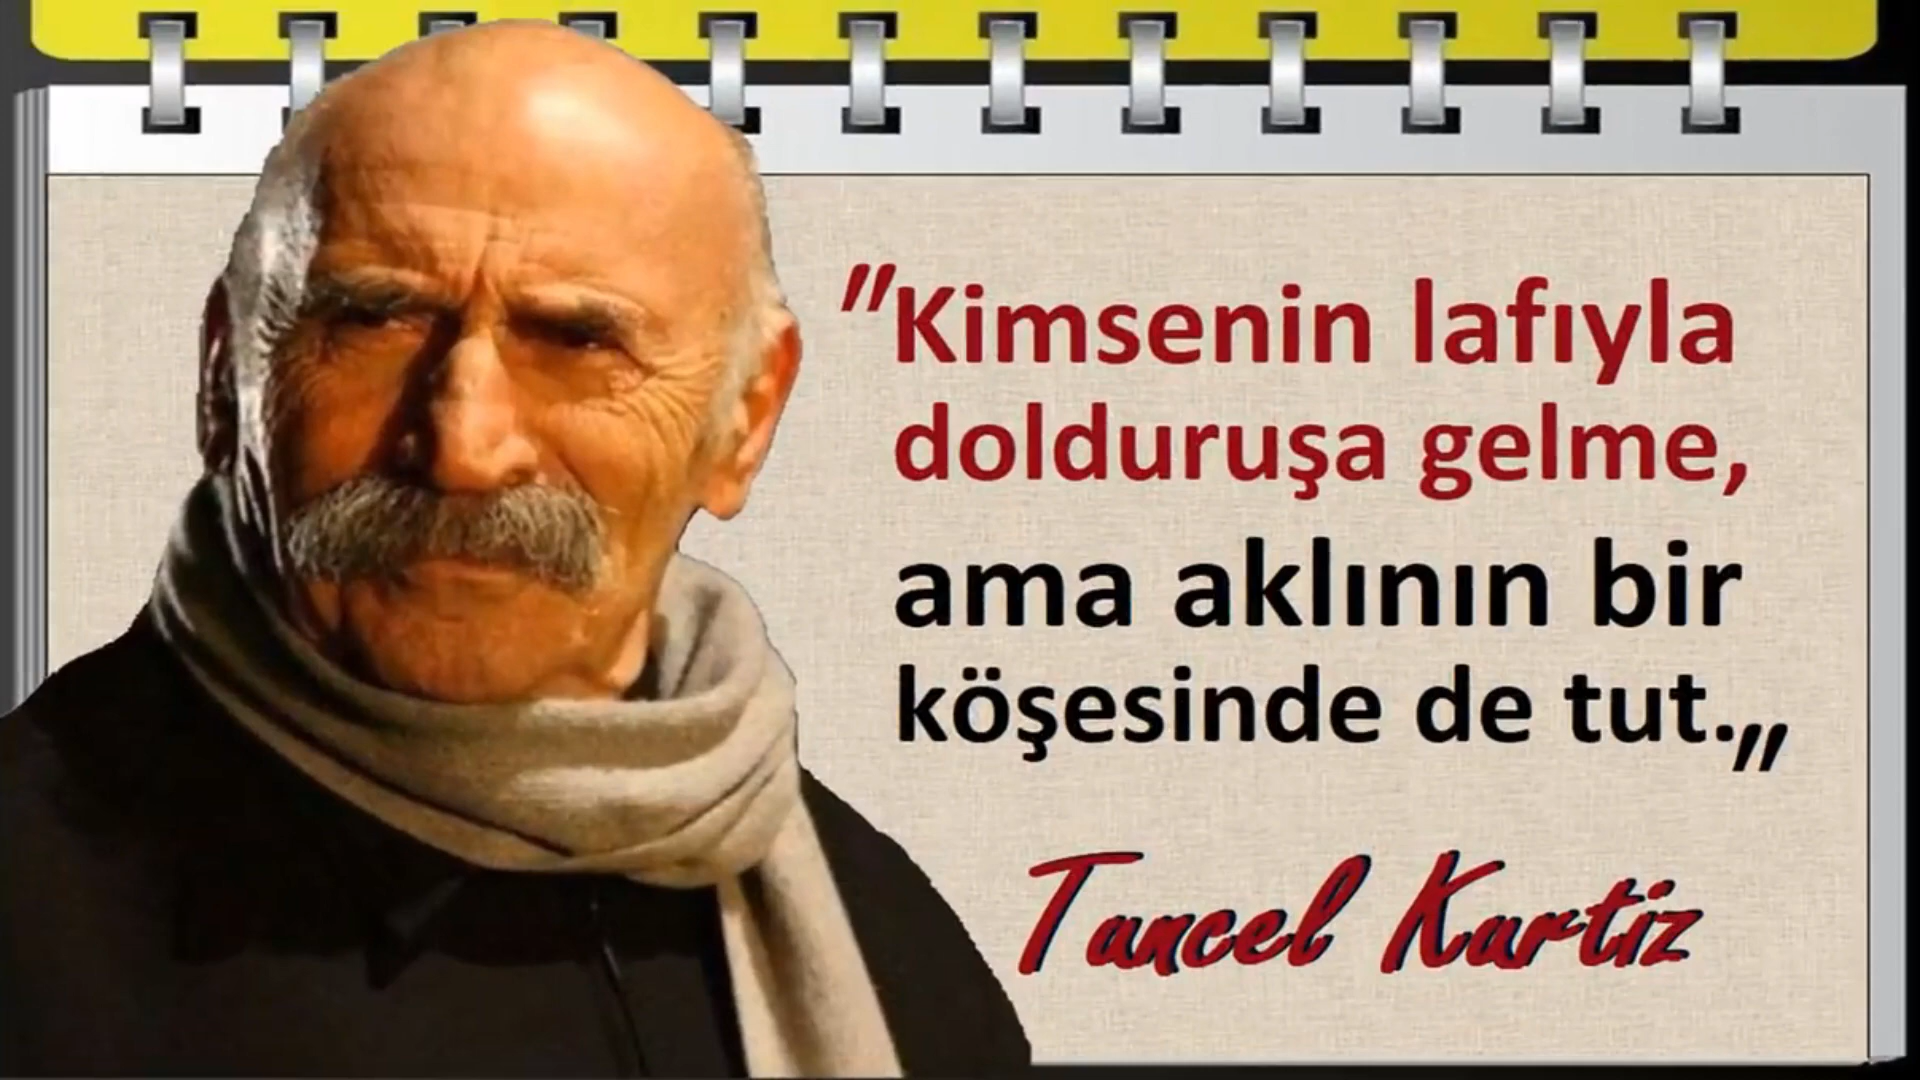 "Kimsenin lafıyla
dolduruşa gelme,
ama aklının bir
köşesinde de tut."
Tuncel Kurtiz